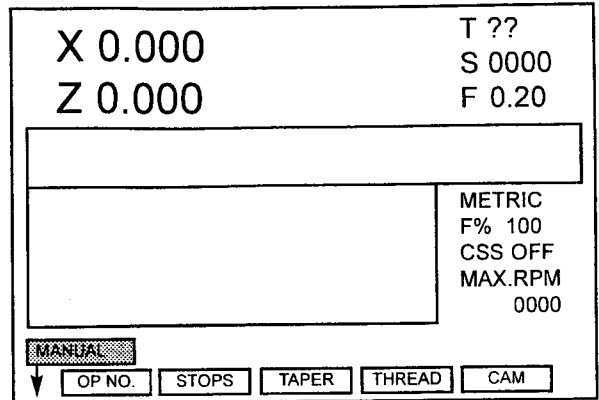 X 0.000
Z 0.000
T ??
S 0000
F 0.20
METRIC
F% 100
CSS OFF
MAX.RPM
0000
MANUAL
OP NO. STOPS TAPER THREAD CAM